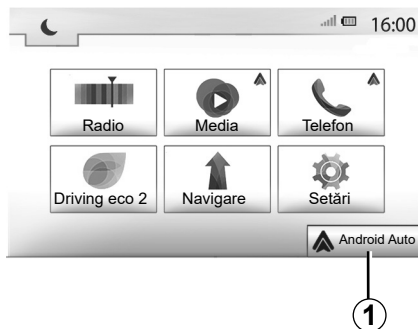 16:00
Radio
Media
Telefon
Driving eco 2
Navigare
Setări
Android Auto
1